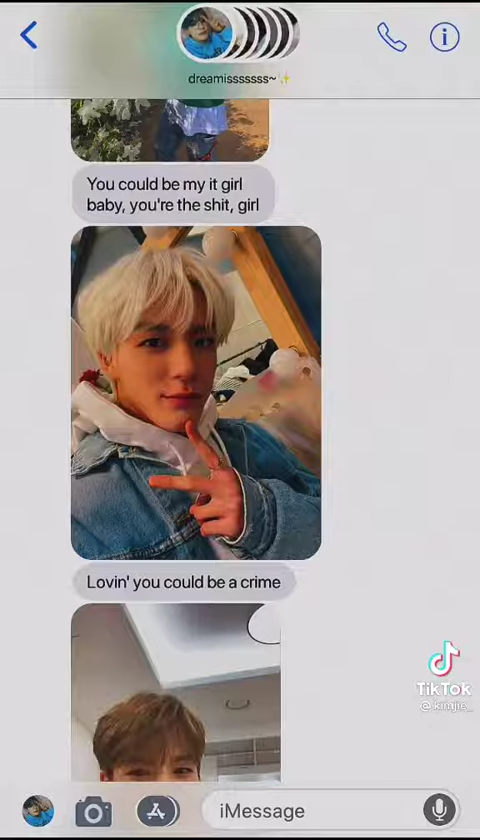 dreamisssssss~✨
You could be my it girl
baby, you're the shit, girl
Lovin' you could be a crime
TikTok
@kimjie_
iMessage